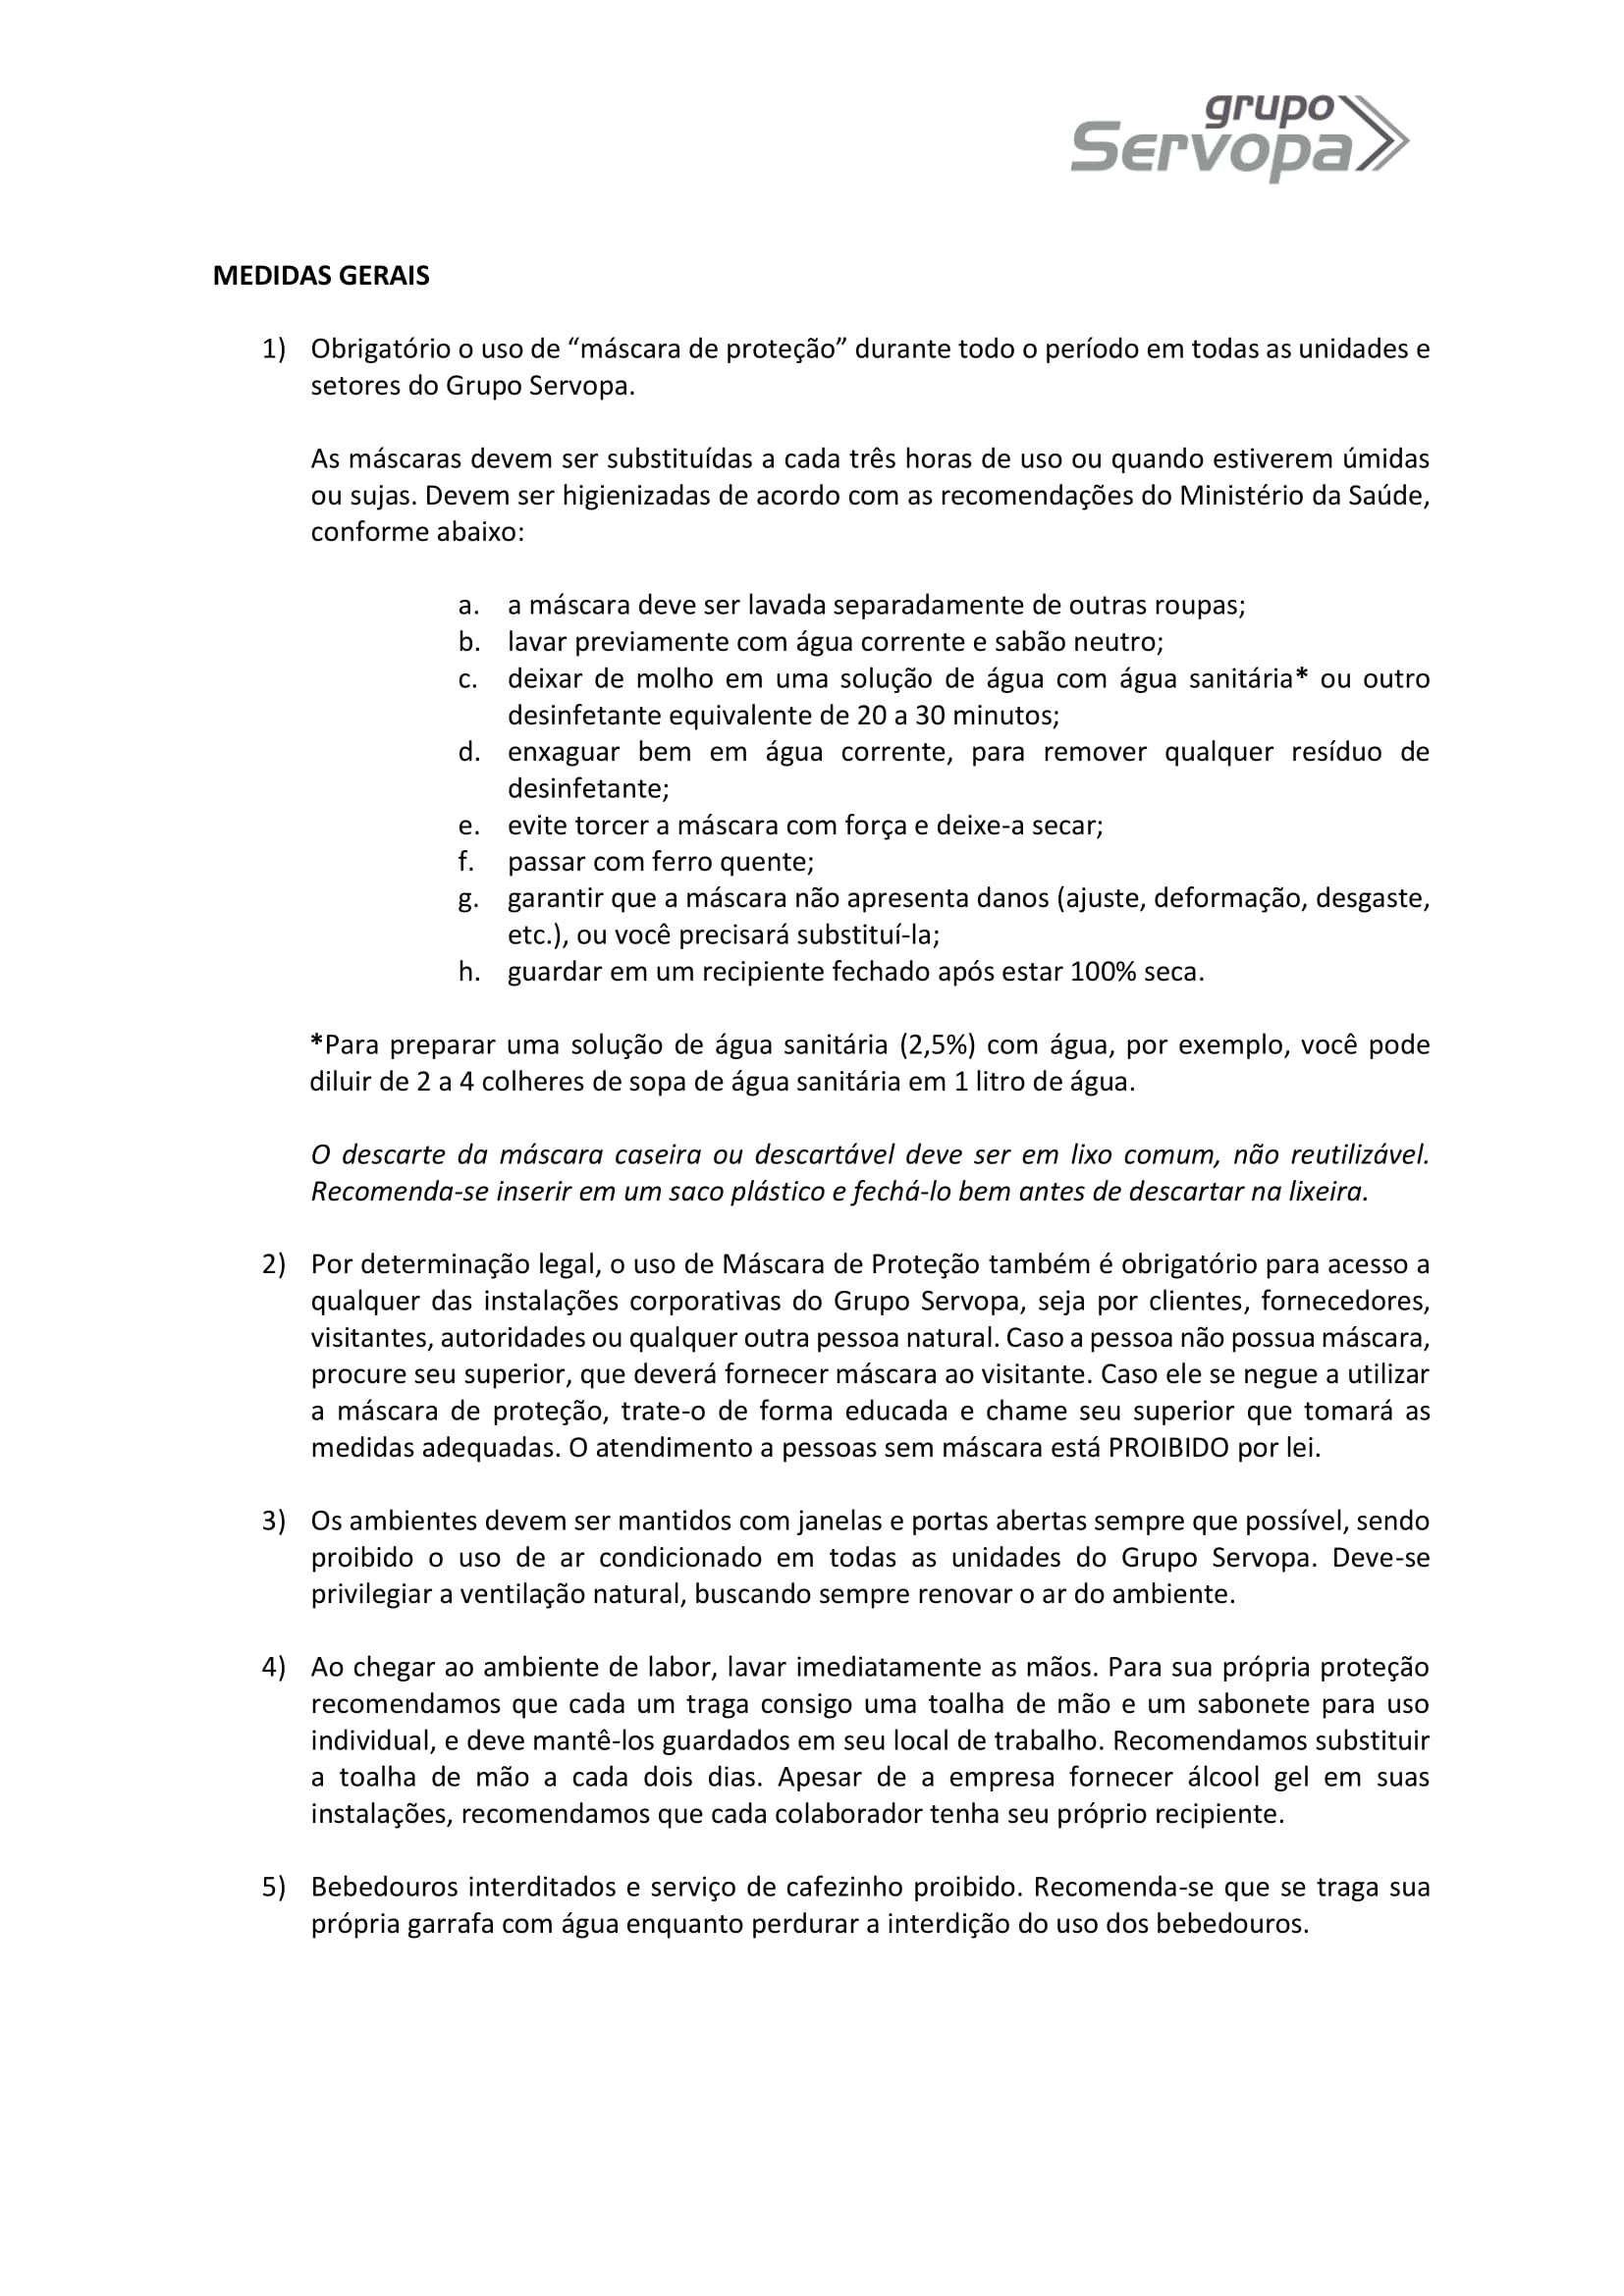 grupo
Servopa
MEDIDAS GERAIS
1) Obrigatório o uso de “máscara de proteção” durante todo o período em todas as unidades e
setores do Grupo Servopa.
As máscaras devem ser substituídas a cada três horas de uso ou quando estiverem úmidas
ou sujas. Devem ser higienizadas de acordo com as recomendações do Ministério da Saúde,
conforme abaixo:
a. a máscara deve ser lavada separadamente de outras roupas;
b. lavar previamente com água corrente e sabão neutro;
c. deixar de molho em uma solução de água com água sanitária* ou outro
desinfetante equivalente de 20 a 30 minutos;
d. enxaguar bem em água corrente, para remover qualquer resíduo de
desinfetante;
e. evite torcer a máscara com força e deixe-a secar;
f. passar com ferro quente;
g. garantir que a máscara não apresenta danos (ajuste, deformação, desgaste,
etc.), ou você precisará substituí-la;
h. guardar em um recipiente fechado após estar 100% seca.
*Para preparar uma solução de água sanitária (2,5%) com água, por exemplo, você pode
diluir de 2 a 4 colheres de sopa de água sanitária em 1 litro de água.
O descarte da máscara caseira ou descartável deve ser em lixo comum, não reutilizável.
Recomenda-se inserir em um saco plástico e fechá-lo bem antes de descartar na lixeira.
2) Por determinação legal, o uso de Máscara de Proteção também é obrigatório para acesso a
qualquer das instalações corporativas do Grupo Servopa, seja por clientes, fornecedores,
visitantes, autoridades ou qualquer outra pessoa natural. Caso a pessoa não possua máscara,
procure seu superior, que deverá fornecer máscara ao visitante. Caso ele se negue a utilizar
a máscara de proteção, trate-o de forma educada e chame seu superior que tomará as
medidas adequadas. O atendimento a pessoas sem máscara está PROIBIDO por lei.
3) Os ambientes devem ser mantidos com janelas e portas abertas sempre que possível, sendo
proibido o uso de ar condicionado em todas as unidades do Grupo Servopa. Deve-se
privilegiar a ventilação natural, buscando sempre renovar o ar do ambiente.
4) Ao chegar ao ambiente de labor, lavar imediatamente as mãos. Para sua própria proteção
recomendamos que cada um traga consigo uma toalha de mão e um sabonete para uso
individual, e deve mantê-los guardados em seu local de trabalho. Recomendamos substituir
a toalha de mão a cada dois dias. Apesar de a empresa fornecer álcool gel em suas
instalações, recomendamos que cada colaborador tenha seu próprio recipiente.
5) Bebedouros interditados e serviço de cafezinho proibido. Recomenda-se que se traga sua
própria garrafa com água enquanto perdurar a interdição do uso dos bebedouros.